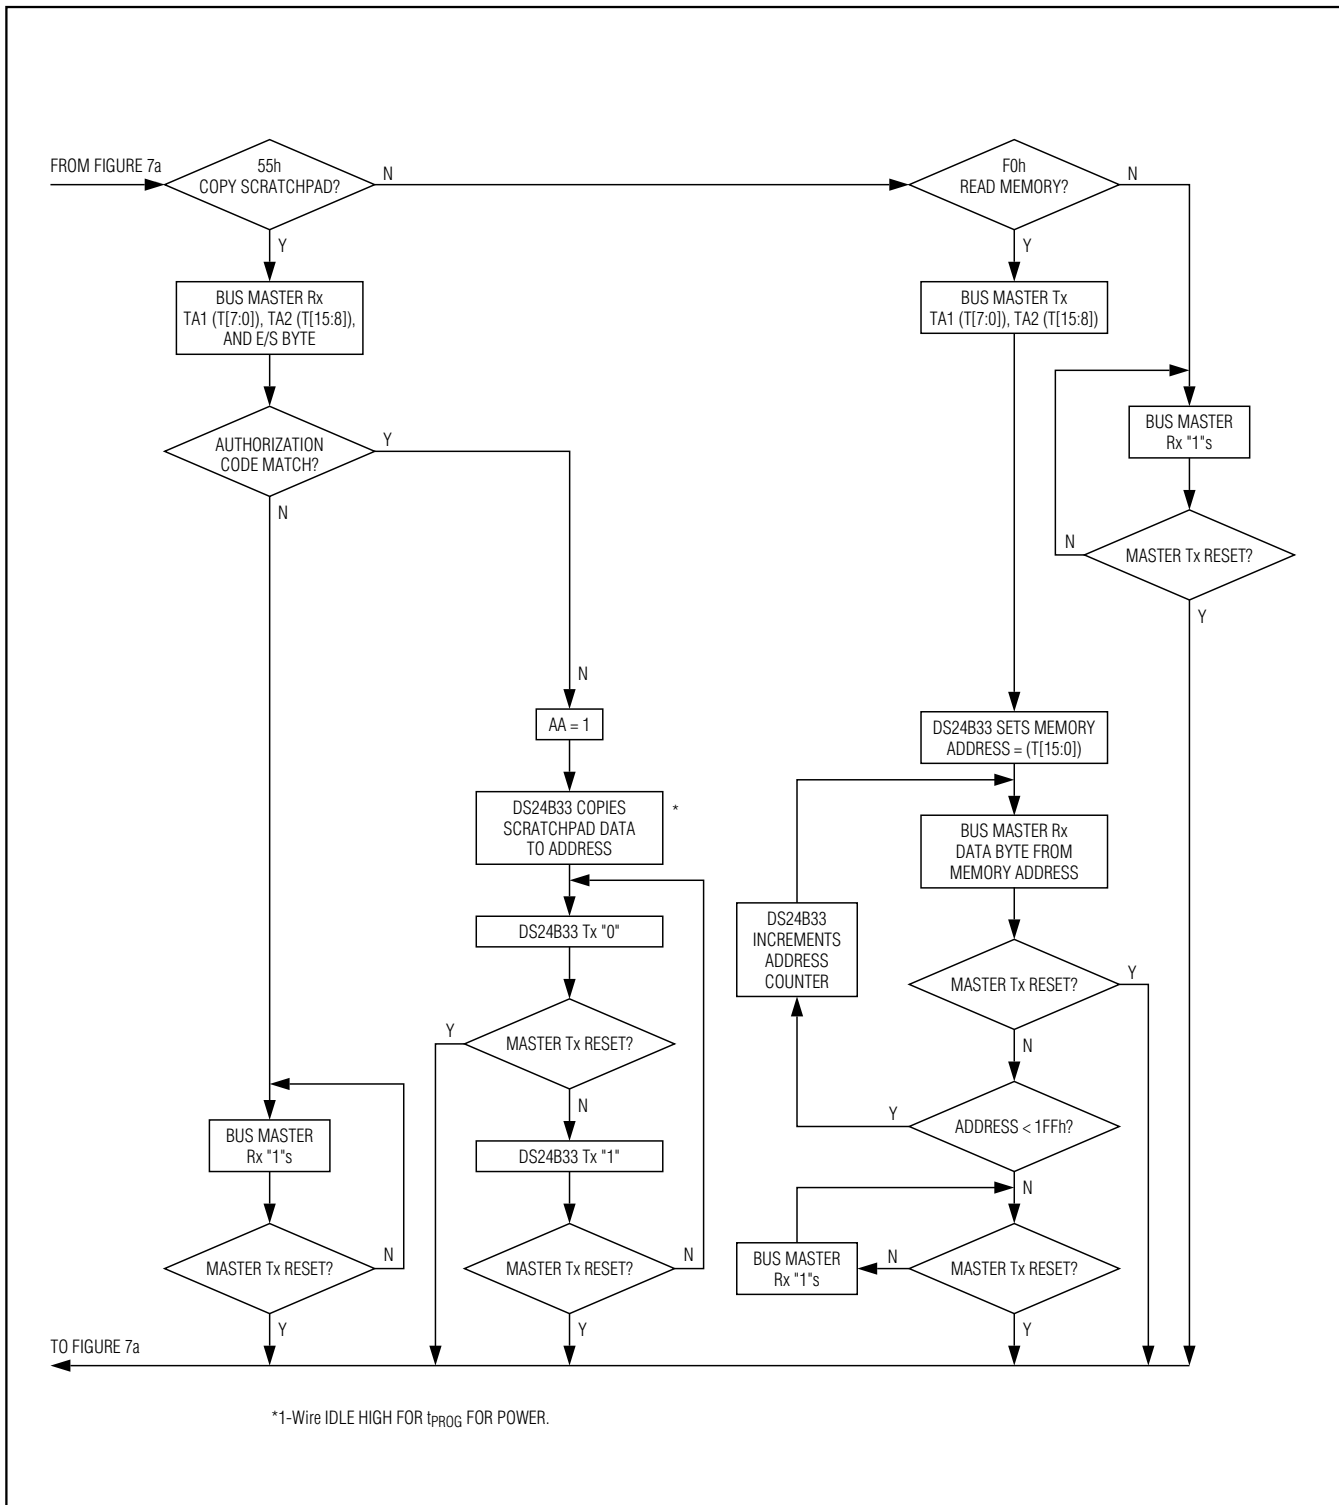 FROM FIGURE 7a
55h
COPY SCRATCHPAD?
N
Y
F0h
READ MEMORY?
N
Y
BUS MASTER Rx
TA1 (T[7:0]), TA2 (T[15:8]),
AND E/S BYTE
BUS MASTER Tx
TA1 (T[7:0]), TA2 (T[15:8])
AUTHORIZATION
CODE MATCH?
Y
N
BUS MASTER
Rx "1"s
MASTER Tx RESET?
N
Y
N
AA = 1
DS24B33 COPIES
SCRATCHPAD DATA
TO ADDRESS
*
DS24B33 Tx "0"
MASTER Tx RESET?
Y
N
DS24B33 Tx "1"
MASTER Tx RESET?
N
Y
BUS MASTER
Rx "1"s
MASTER Tx RESET?
N
Y
DS24B33 SETS MEMORY
ADDRESS = (T[15:0])
BUS MASTER Rx
DATA BYTE FROM
MEMORY ADDRESS
DS24B33
INCREMENTS
ADDRESS
COUNTER
MASTER Tx RESET?
Y
N
ADDRESS < 1FFh?
Y
N
BUS MASTER
Rx "1"s
N
MASTER Tx RESET?
Y
TO FIGURE 7a
*1-Wire IDLE HIGH FOR tPROG FOR POWER.